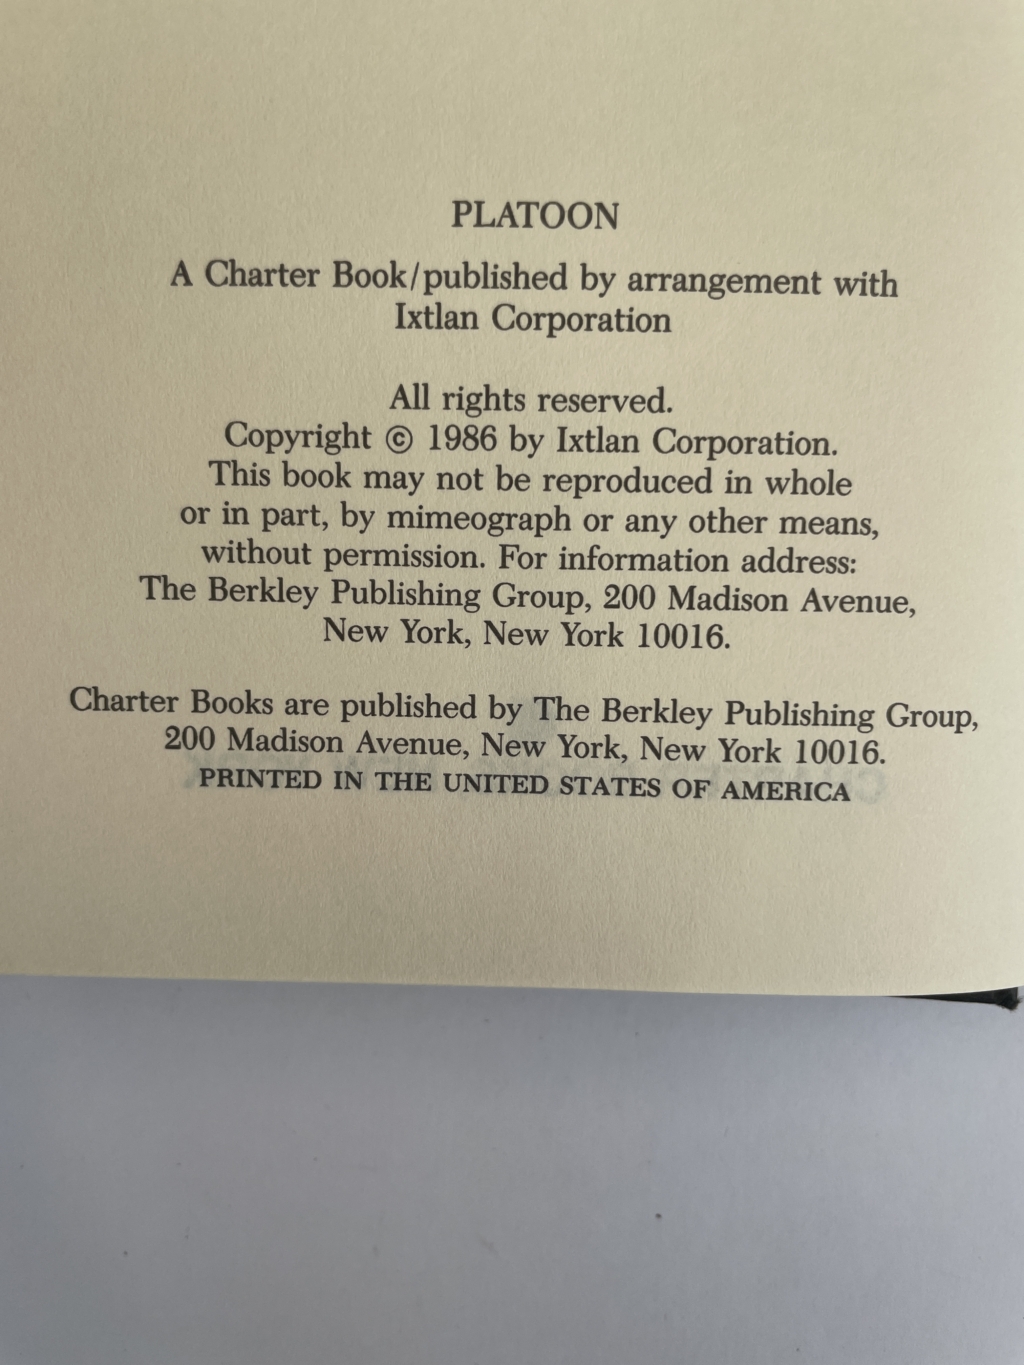 PLATOON
A Charter Book/published by arrangement with
Ixtlan Corporation
All rights reserved.
Copyright © 1986 by Ixtlan Corporation.
This book may not be reproduced in whole
or in part, by mimeograph or any other means,
without permission. For information address:
The Berkley Publishing Group, 200 Madison Avenue,
New York, New York 10016.
Charter Books are published by The Berkley Publishing Group,
200 Madison Avenue, New York, New York 10016.
PRINTED IN THE UNITED STATES OF AMERICA